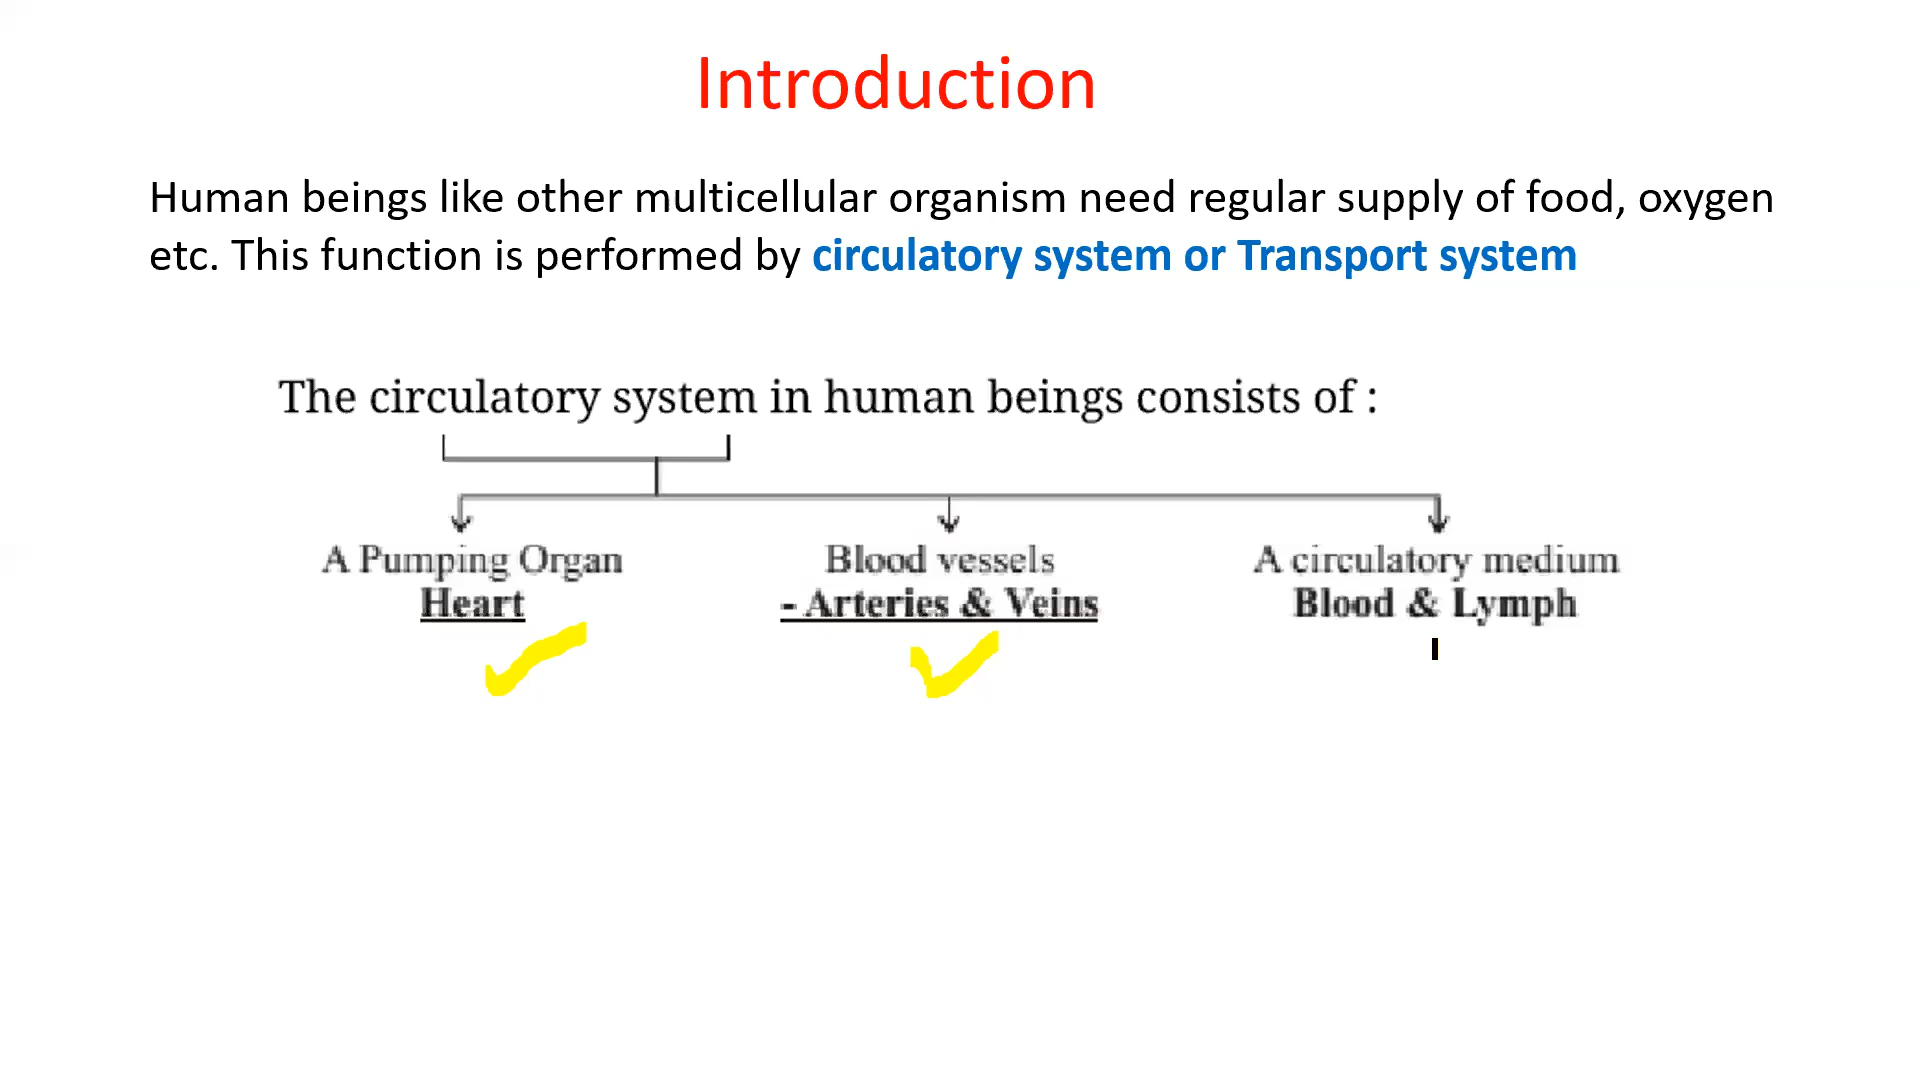 Introduction
Human beings like other multicellular organism need regular supply of food, oxygen
etc. This function is performed by circulatory system or Transport system
The circulatory system in human beings consists of :
A Pumping Organ
Heart
Blood vessels
- Arteries & Veins
A circulatory medium
Blood & Lymph